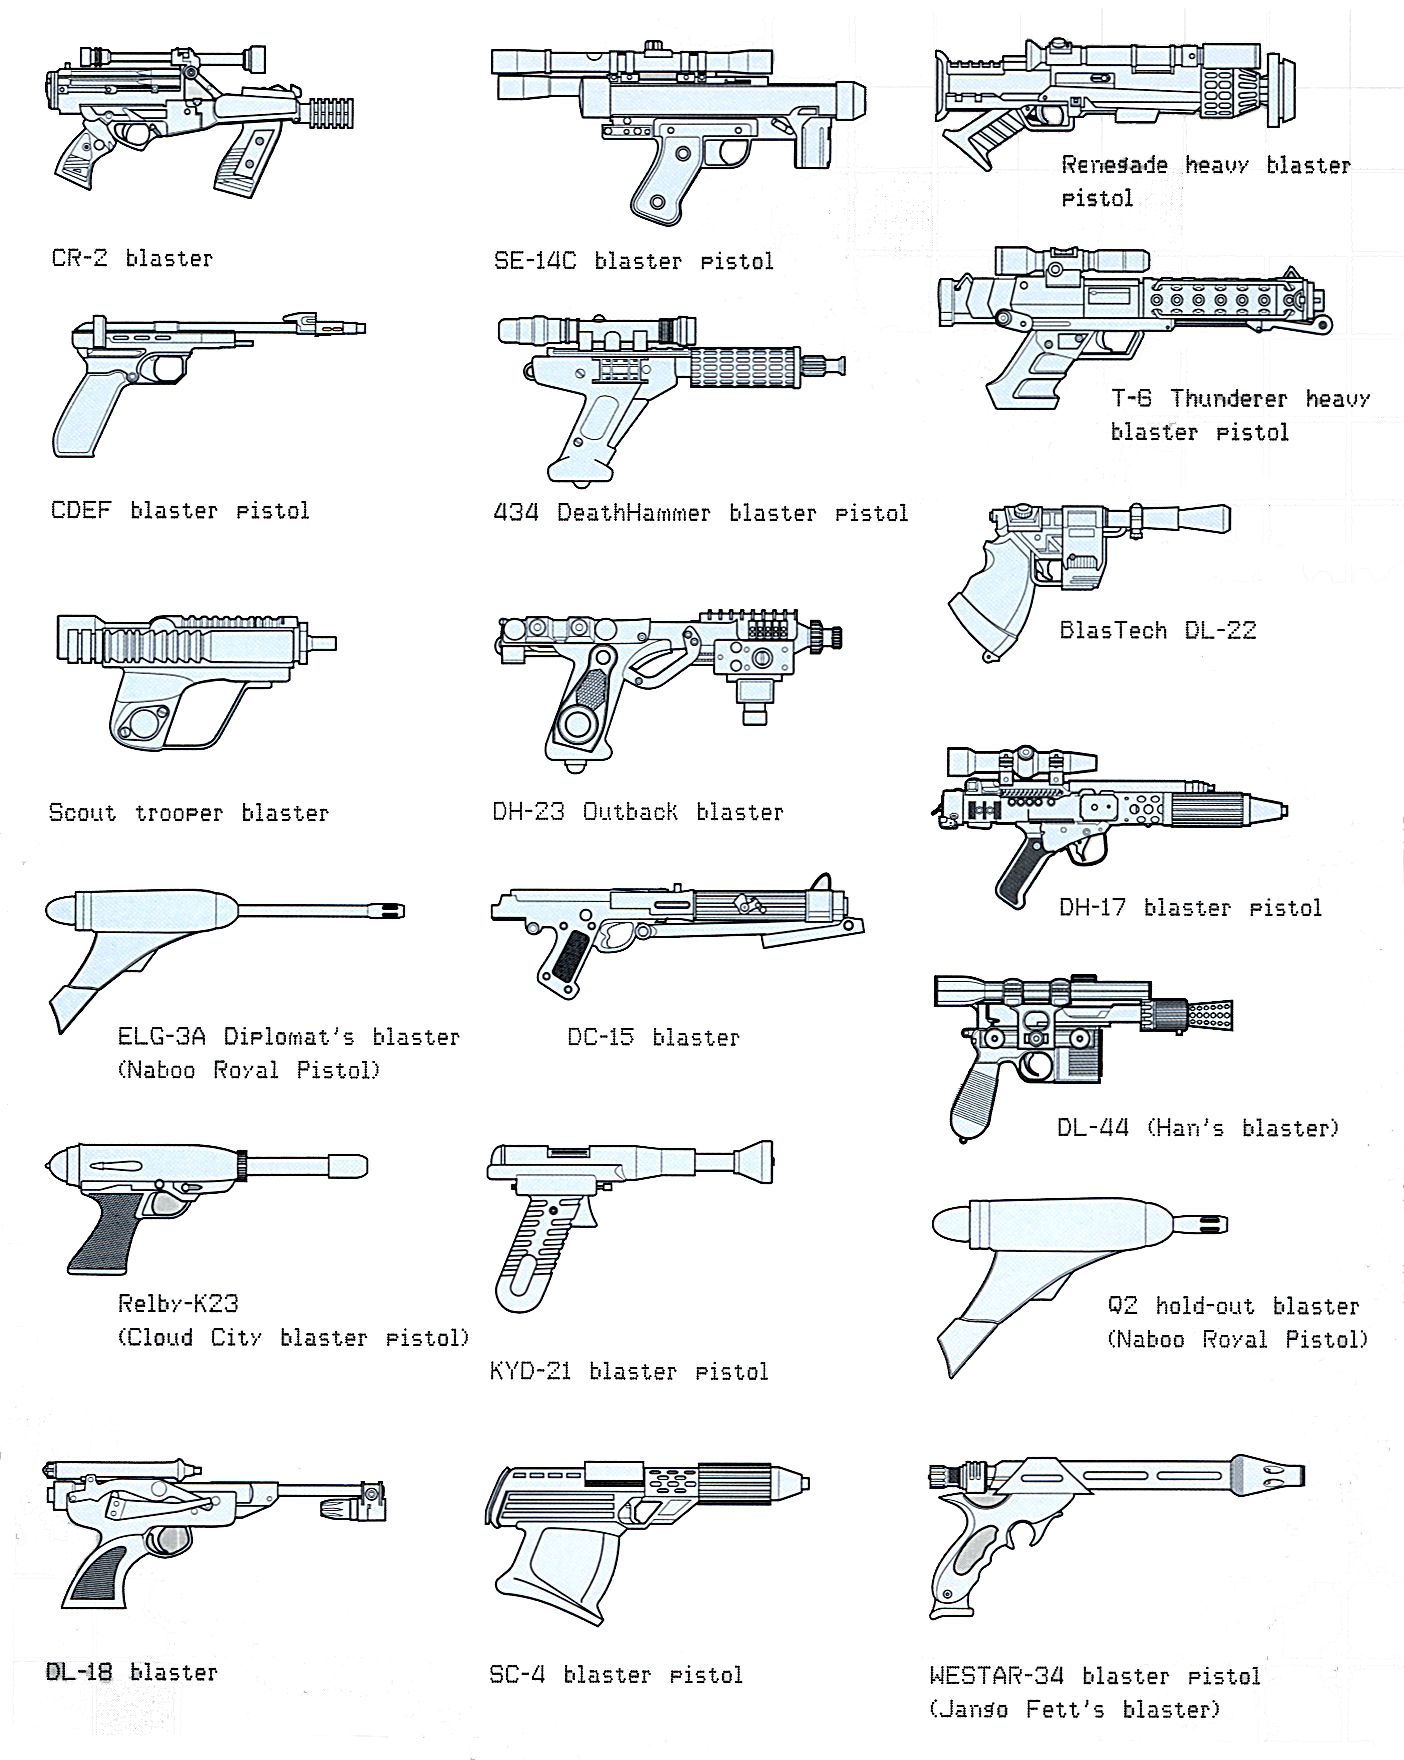 CR-2 blaster
SE-14C blaster pistol
Renegade heavy blaster
pistol
T-6 Thunderer heavy
blaster pistol
CDEF blaster pistol
434 DeathHammer blaster pistol
BlasTech DL-22
Scout trooper blaster
DH-23 Outback blaster
DH-17 blaster pistol
ELG-3A Diplomat's blaster
(Naboo Royal Pistol)
DC-15 blaster
DL-44 (Han's blaster)
Relby-K23
(Cloud City blaster pistol)
KYD-21 blaster pistol
Q2 hold-out blaster
(Naboo Royal Pistol)
DL-18 blaster
SC-4 blaster pistol
WESTAR-34 blaster pistol
(Jango Fett's blaster)